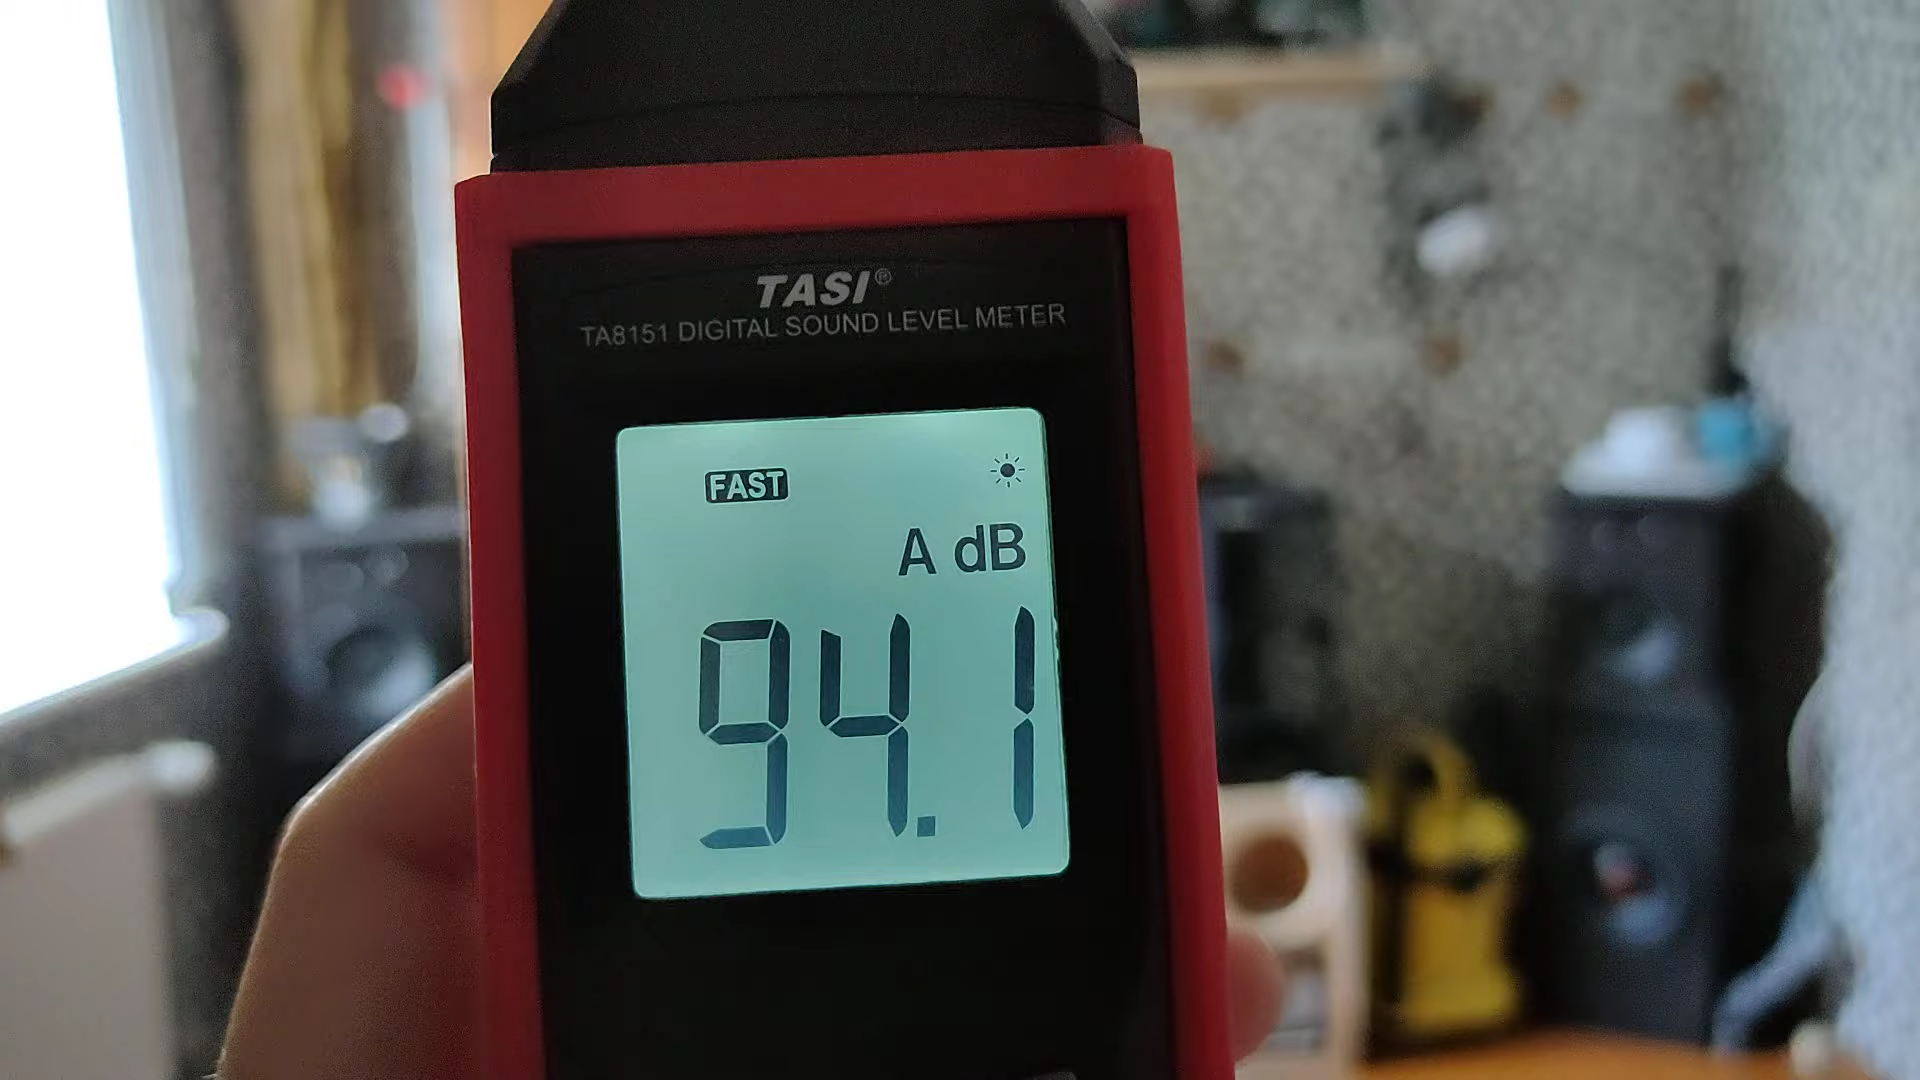 TASI®
TA8151 DIGITAL SOUND LEVEL METER
FAST
A dB
94.1